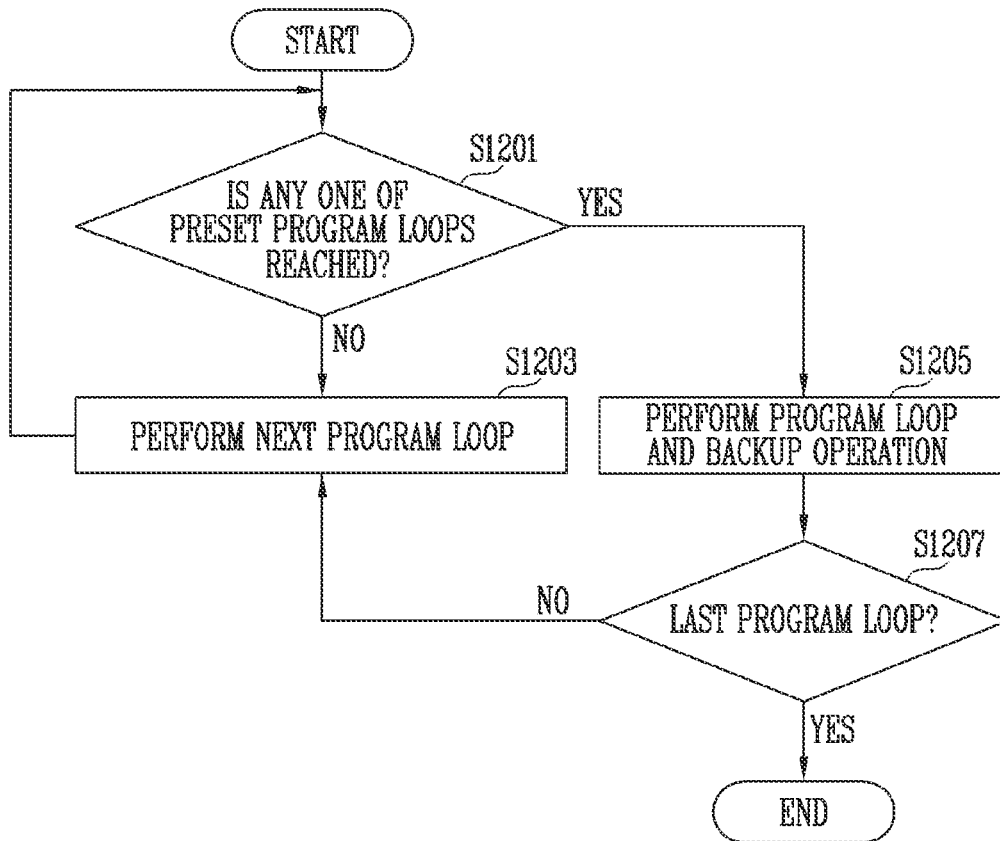 START
S1201
IS ANY ONE OF
PRESET PROGRAM LOOPS
REACHED?
YES
NO
S1203
PERFORM NEXT PROGRAM LOOP
S1205
PERFORM PROGRAM LOOP
AND BACKUP OPERATION
S1207
LAST PROGRAM LOOP?
NO
YES
END